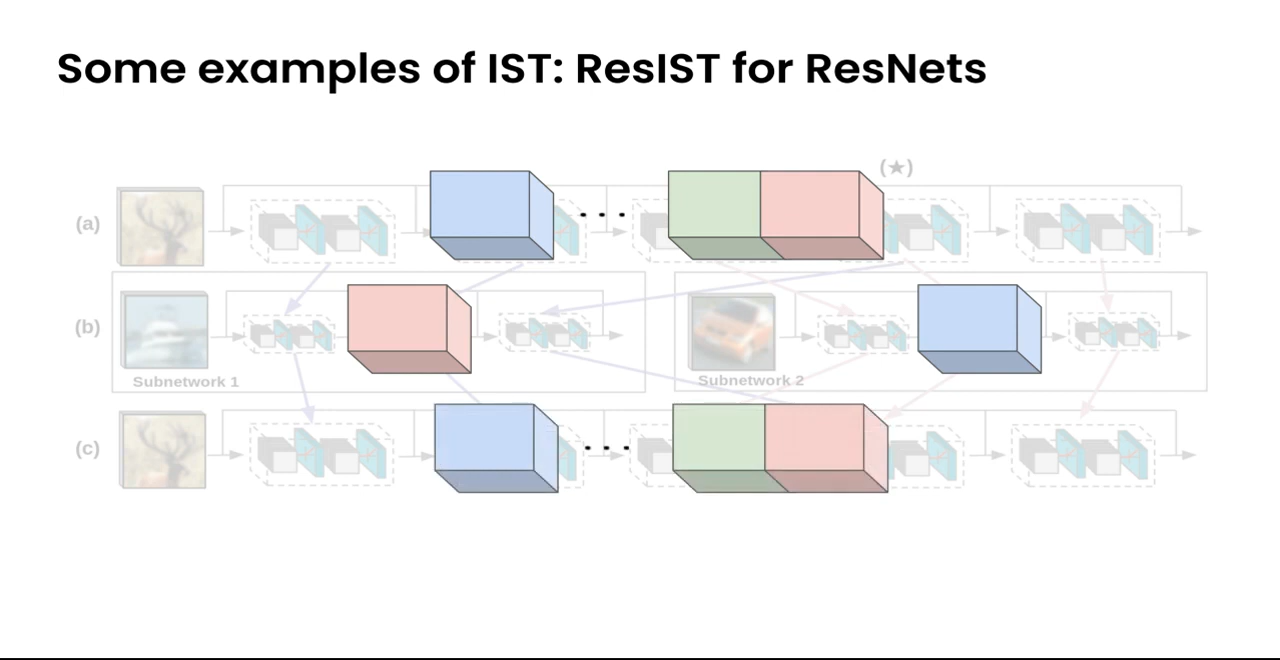 Some examples of IST: ResIST for ResNets
(★)
(a)
. . .
(b)
Subnetwork 1
Subnetwork 2
(c)
. . .